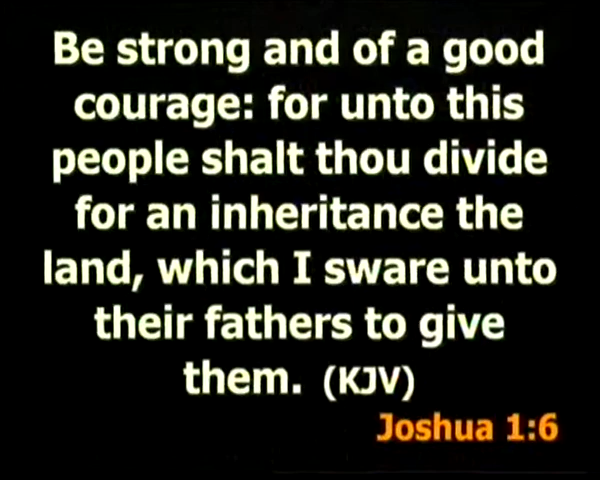 Be strong and of a good
courage: for unto this
people shalt thou divide
for an inheritance the
land, which I sware unto
their fathers to give
them. (KJV)
Joshua 1:6